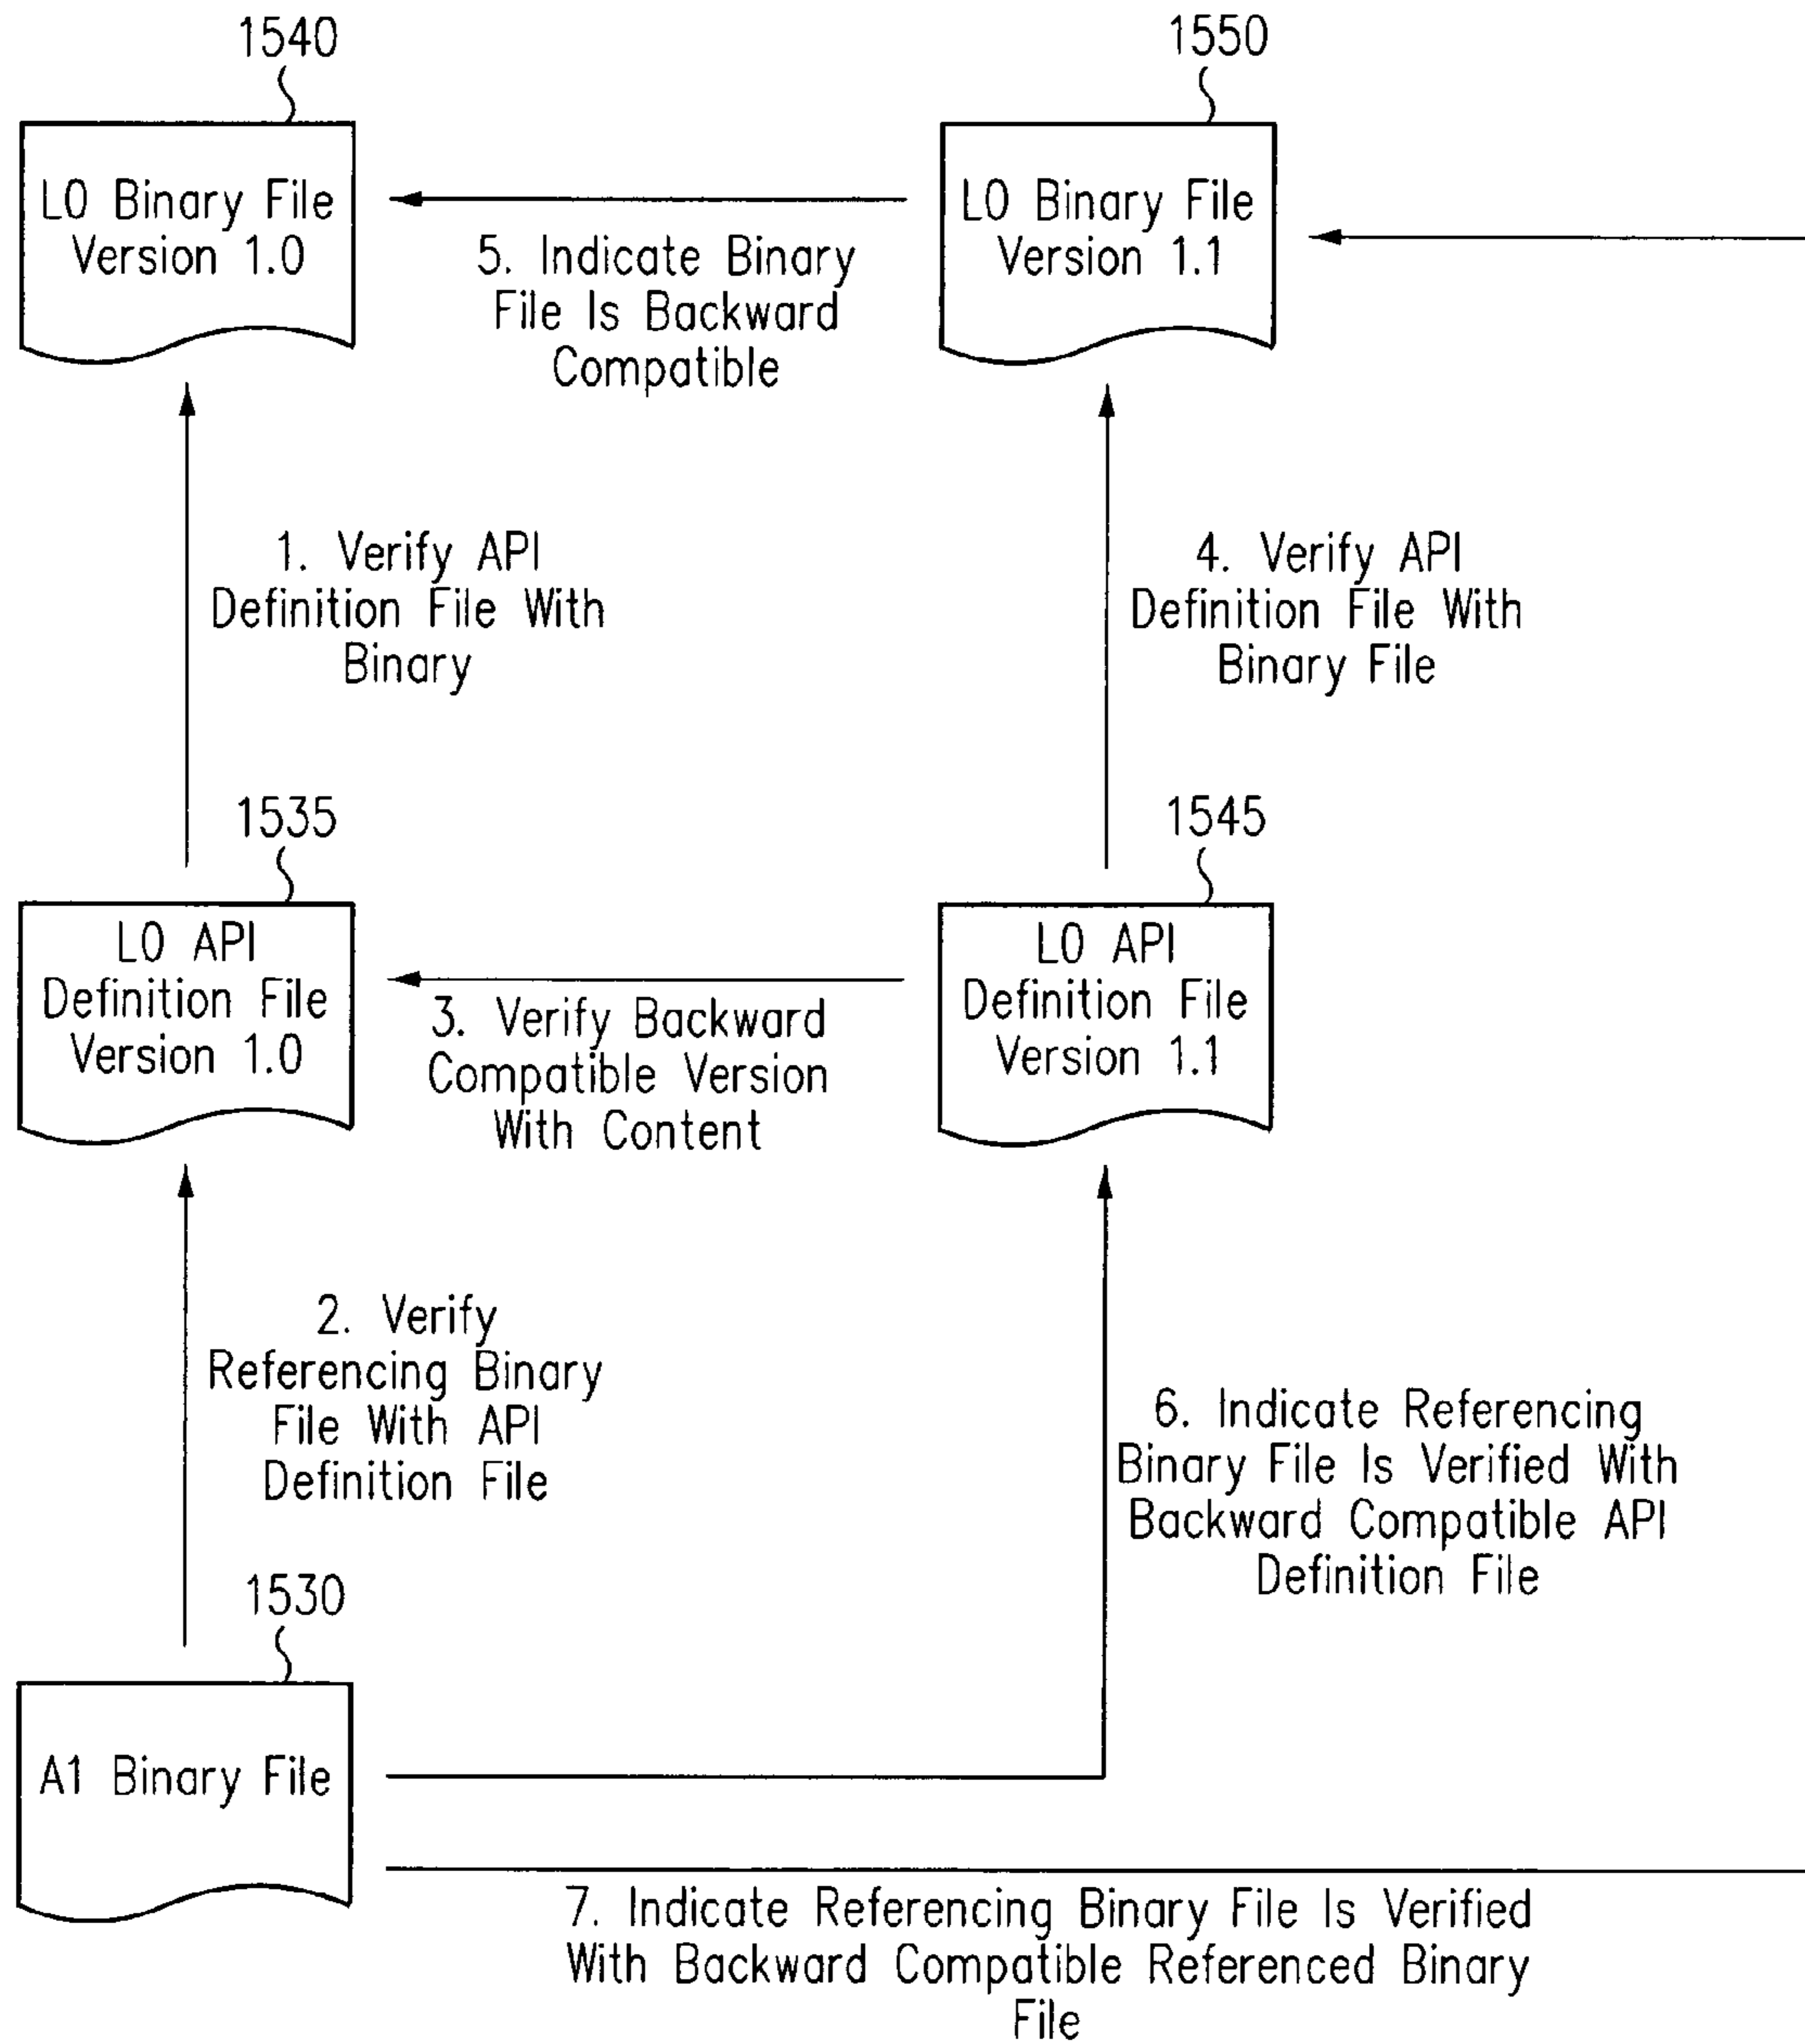 1540
1550
L0 Binary File
Version 1.0
L0 Binary File
Version 1.1
5. Indicate Binary
File Is Backward
Compatible
1. Verify API
Definition File With
Binary
4. Verify API
Definition File With
Binary File
1535
1545
L0 API
Definition File
Version 1.0
L0 API
Definition File
Version 1.1
3. Verify Backward
Compatible Version
With Content
2. Verify
Referencing Binary
File With API
Definition File
6. Indicate Referencing
Binary File Is Verified With
Backward Compatible API
Definition File
1530
A1 Binary File
7. Indicate Referencing Binary File Is Verified
With Backward Compatible Referenced Binary
File